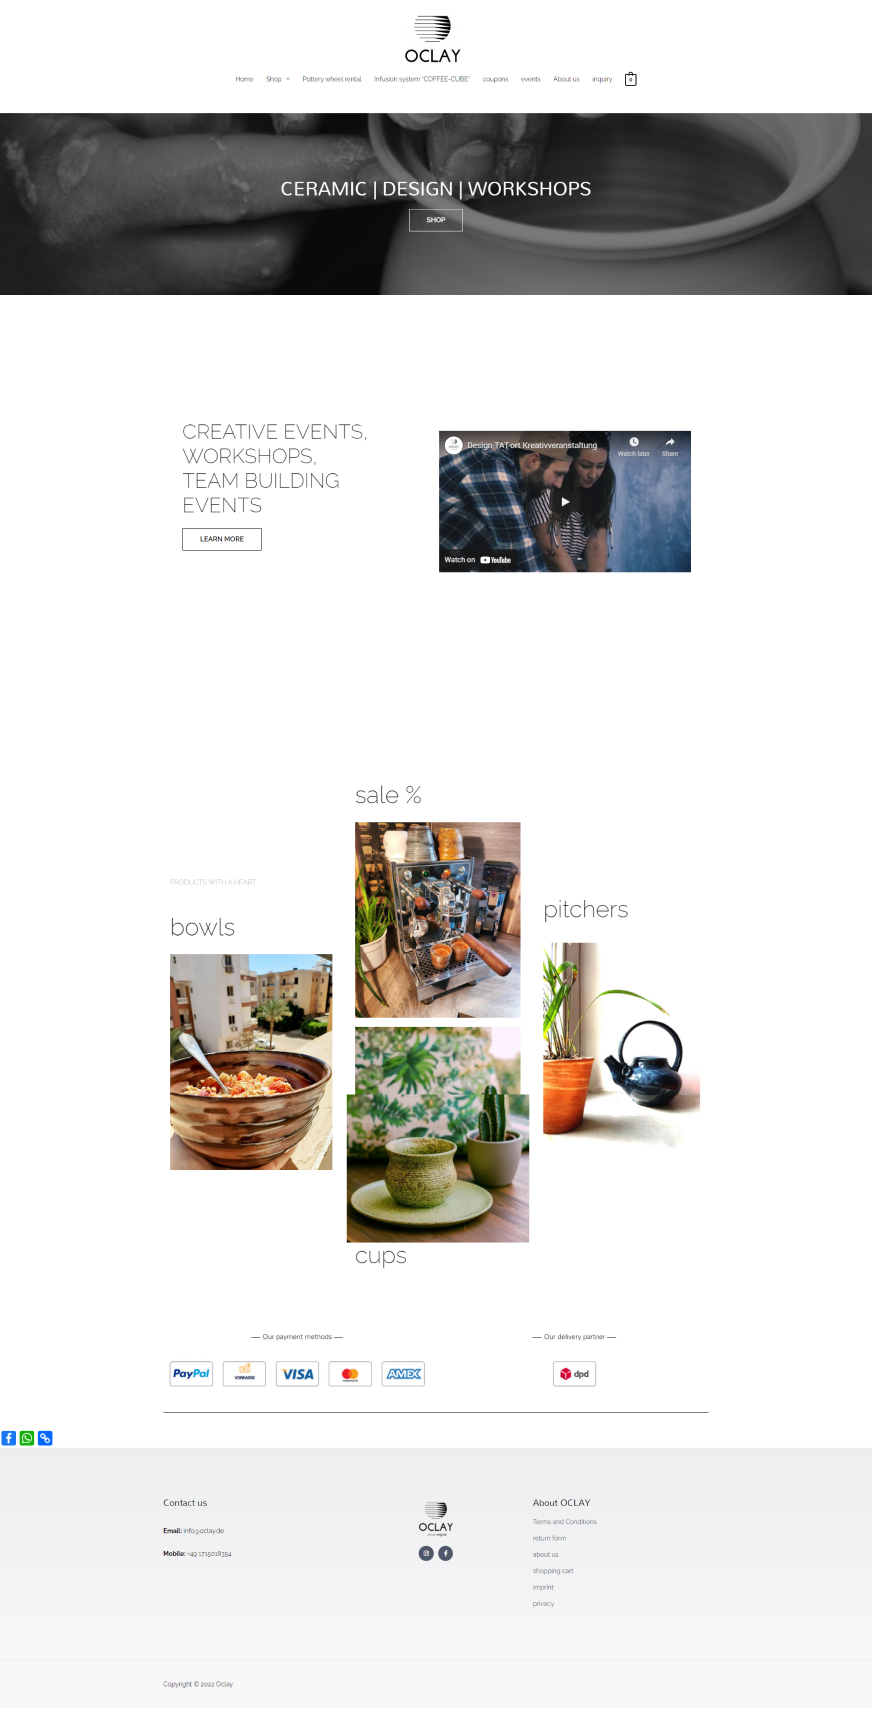 OCLAY
Home Shop Pottery wheel rental Infusion system "COFFEE-CUBE" coupons events About us inquiry 0
CERAMIC | DESIGN | WORKSHOPS
SHOP
CREATIVE EVENTS,
WORKSHOPS,
TEAM BUILDING
EVENTS
LEARN MORE
Design-TAT-ort Kreativveranstaltung
Watch later Share
Watch on YouTube
sale %
PRODUCTS WITH A HEART
bowls
pitchers
cups
Our payment methods
Our delivery partner
PayPal VORKASSE VISA mastercard AMEX dpd
Contact us
Email: info@oclay.de
Mobile: +49 1715018354
OCLAY
About OCLAY
Terms and Conditions
return form
about us
shopping cart
imprint
privacy
Copyright © 2022 Oclay